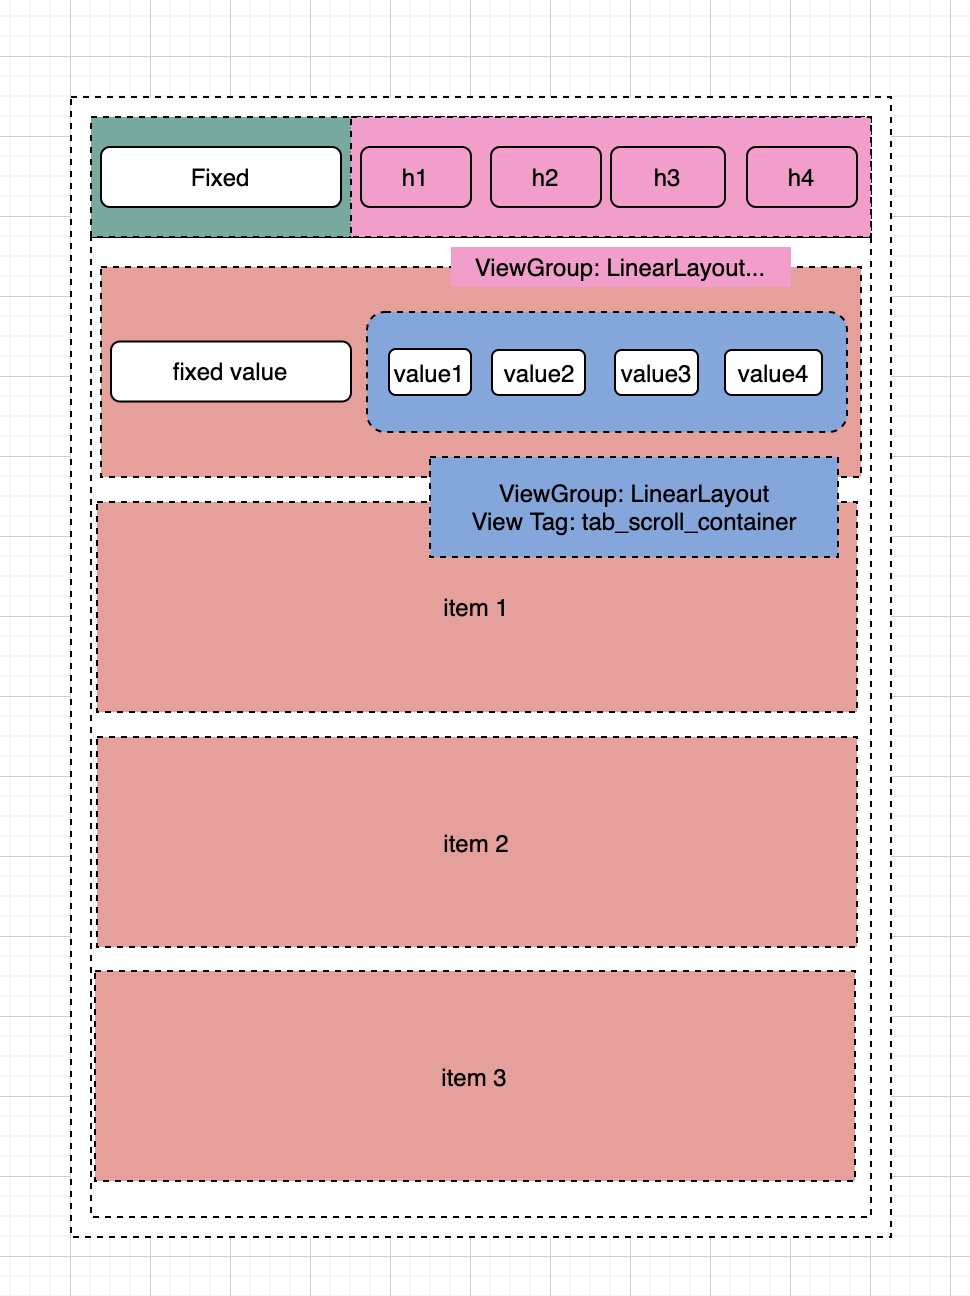 Fixed
h1
h2
h3
h4
ViewGroup: LinearLayout...
fixed value
value1
value2
value3
value4
ViewGroup: LinearLayout
View Tag: tab_scroll_container
item 1
item 2
item 3